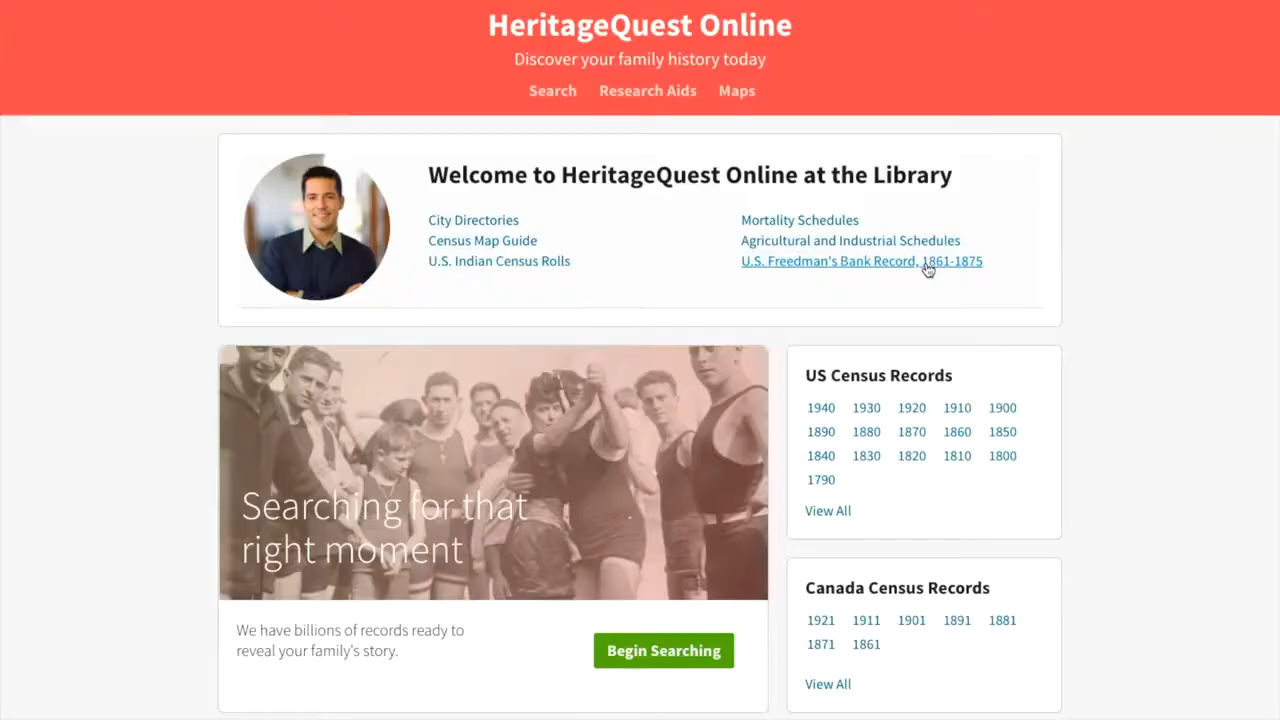 HeritageQuest Online
Discover your family history today
Search Research Aids Maps
Welcome to HeritageQuest Online at the Library
City Directories
Census Map Guide
U.S. Indian Census Rolls
Mortality Schedules
Agricultural and Industrial Schedules
U.S. Freedman's Bank Record, 1861-1875
Searching for that
right moment
We have billions of records ready to
reveal your family's story.
Begin Searching
US Census Records
1940 1930 1920 1910 1900
1890 1880 1870 1860 1850
1840 1830 1820 1810 1800
1790
View All
Canada Census Records
1921 1911 1901 1891 1881
1871 1861
View All